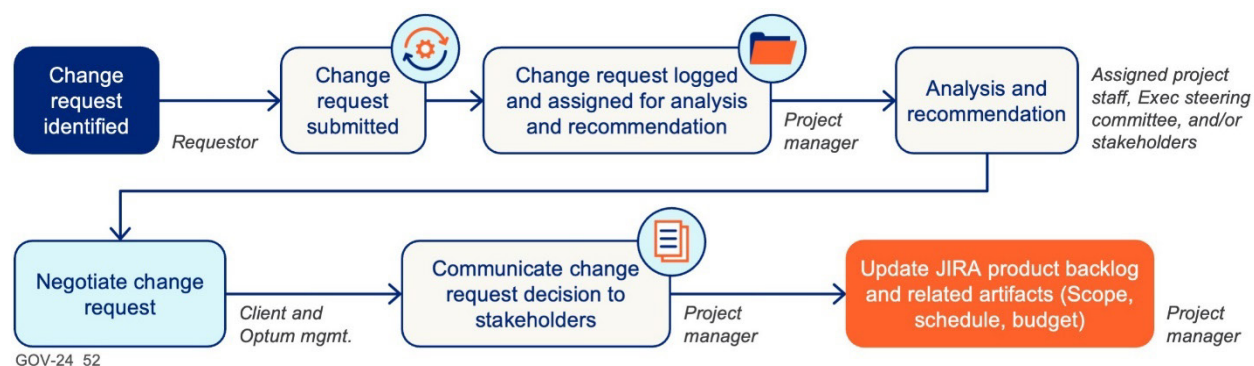 Change
request
identified
Requestor
Change
request
submitted
Change request logged
and assigned for analysis
and recommendation
Project
manager
Analysis and
recommendation
Assigned project
staff, Exec steering
committee, and/or
stakeholders
Negotiate change
request
Client and
Optum mgmt.
Communicate change
request decision to
stakeholders
Project
manager
Update JIRA product backlog
and related artifacts (Scope,
schedule, budget)
Project
manager
GOV-24_52